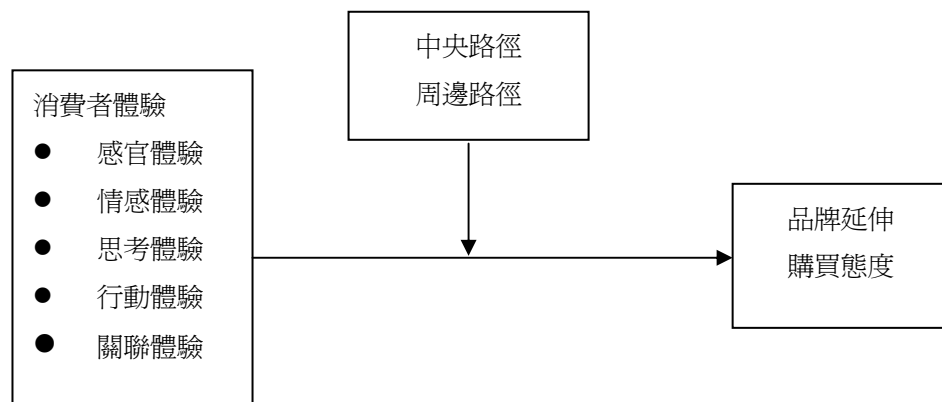 中央路徑
周邊路徑
消費者體驗
● 感官體驗
● 情感體驗
● 思考體驗
● 行動體驗
● 關聯體驗
品牌延伸
購買態度